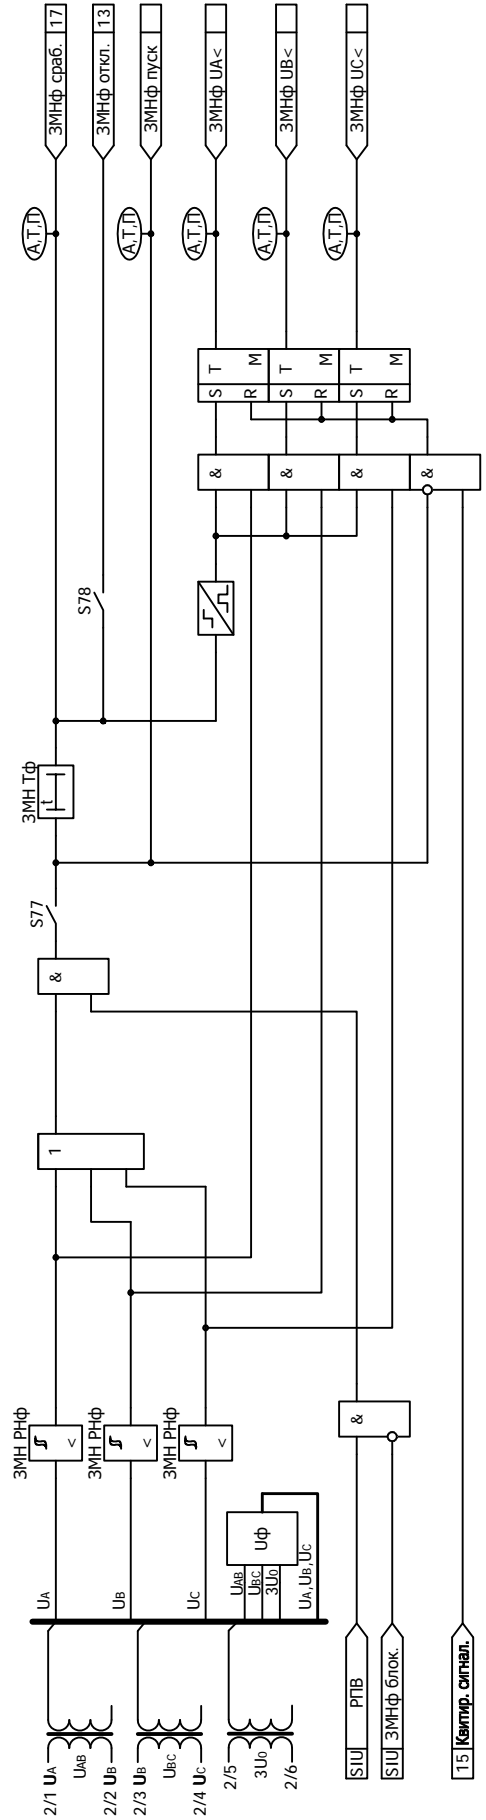 ЗМНф сраб. 17
ЗМНф откл. 13
ЗМНф пуск
ЗМНф UA<
ЗМНф UB<
ЗМНф UC<
А,Т,П
А,Т,П
А,Т,П
А,Т,П
А,Т,П
S T
R M
S T
R M
S T
R M
&
&
&
&
S78
ЗМН Тф
t
S77
&
1
ЗМН РНф
<
ЗМН РНф
<
ЗМН РНф
<
&
UA
UB
UC
Uф
UAB
UBC
3U0
UA,UB,UC
2/1 UA
UAB
2/2 UB
2/3 UB
UBC
2/4 UC
2/5
3U0
2/6
SIU РПВ
SIU ЗМНф блок.
15 Квитир. сигнал.